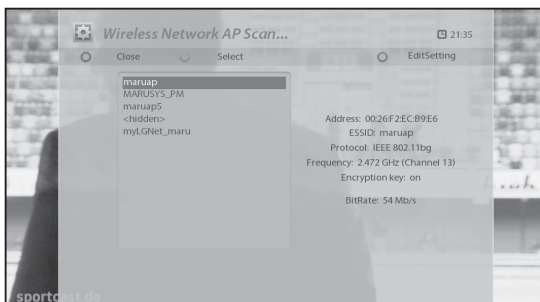 Wireless Network AP Scan...
21:35
Close
Select
EditSetting
maruap
MARUSYS_PM
maruap5
<hidden>
myLGNet_maru
Address: 00:26:F2:EC:B9:E6
ESSID: maruap
Protocol: IEEE 802.11bg
Frequency: 2.472 GHz (Channel 13)
Encryption key: on
BitRate: 54 Mb/s
sportcast.de